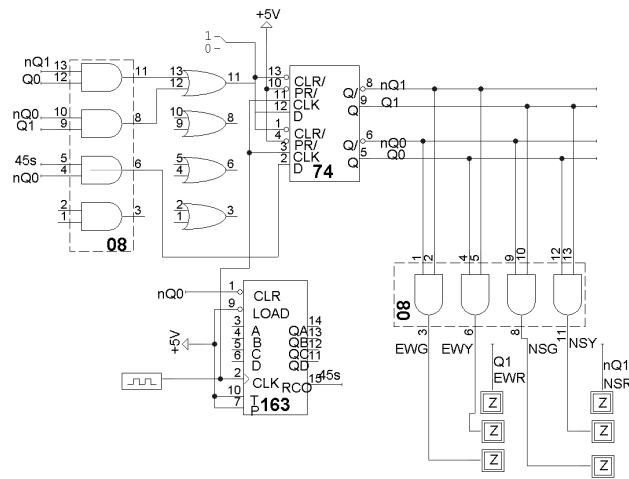 +5V
1
0
nQ1 13
Q0 12
11
13
12
11
nQ0 10
Q1 9
8
10
9
8
45s 5
nQ0 4
6
5
4
6
2
1
3
2
1
3
08
13
10
11
12
1
4
3
2
CLR/
PR/
CLK
D
CLR/
PR/
CLK
D
Q/
Q
Q/
Q
74
8 nQ1
9 Q1
6 nQ0
5 Q0
nQ0
+5V
1
9
3
4
5
6
2
10
7
CLR
LOAD
A
B
C
D
CLK
T
P
QA
QB
QC
QD
RCO
163
14
13
12
11
15
45s
1
2
4
5
9
10
12
13
08
3
6
8
11
EWG
EWY
NSG
NSY
Q1
EWR
nQ1
NSR
Z
Z
Z
Z
Z
Z